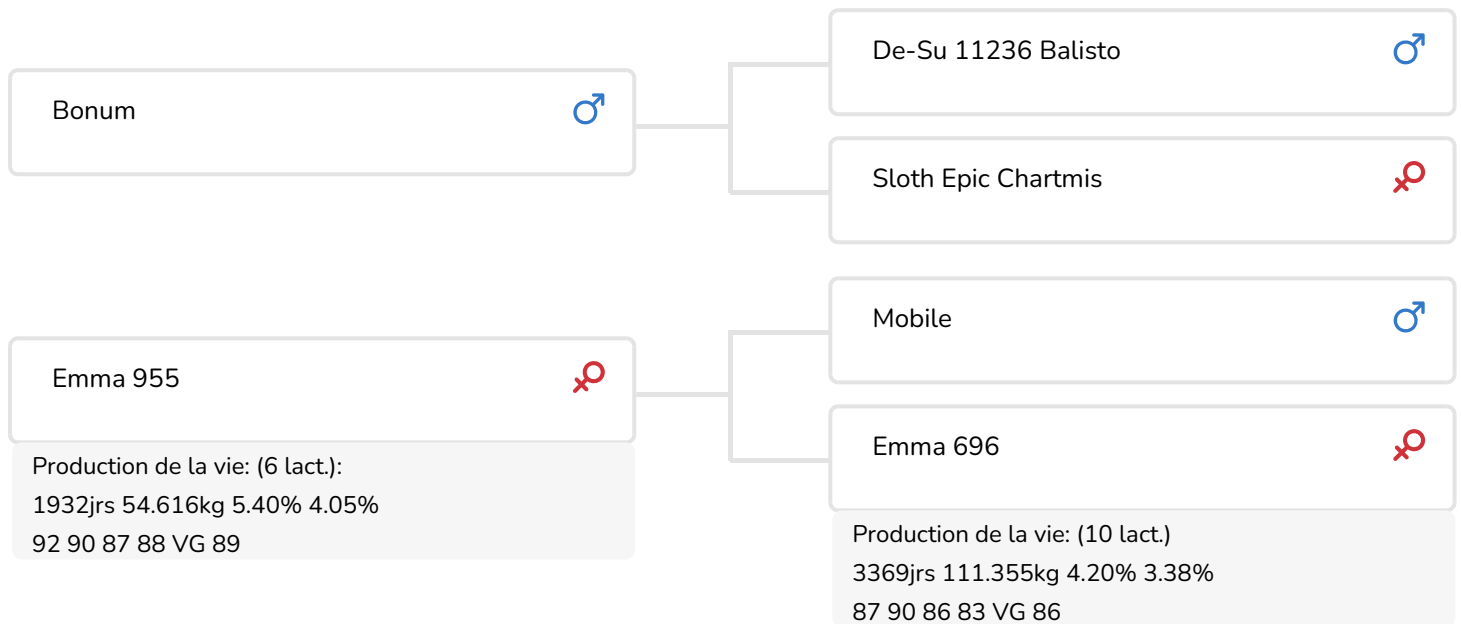 De-Su 11236 Balisto
Bonum
Sloth Epic Chartmis
Mobile
Emma 955
Emma 696
Production de la vie: (6 lact.):
1932jrs 54.616kg 5.40% 4.05%
92 90 87 88 VG 89
Production de la vie: (10 lact.)
3369jrs 111.355kg 4.20% 3.38%
87 90 86 83 VG 86